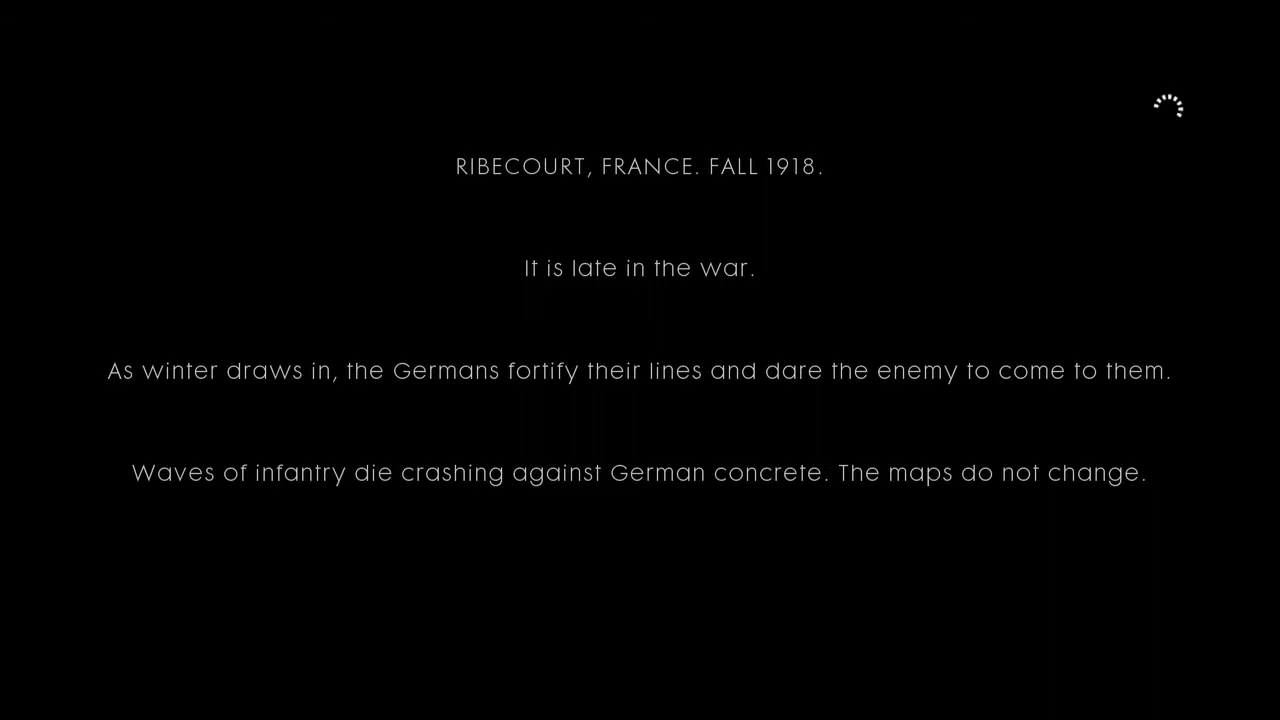 RIBECOURT, FRANCE. FALL 1918.
It is late in the war.
As winter draws in, the Germans fortify their lines and dare the enemy to come to them.
Waves of infantry die crashing against German concrete. The maps do not change.